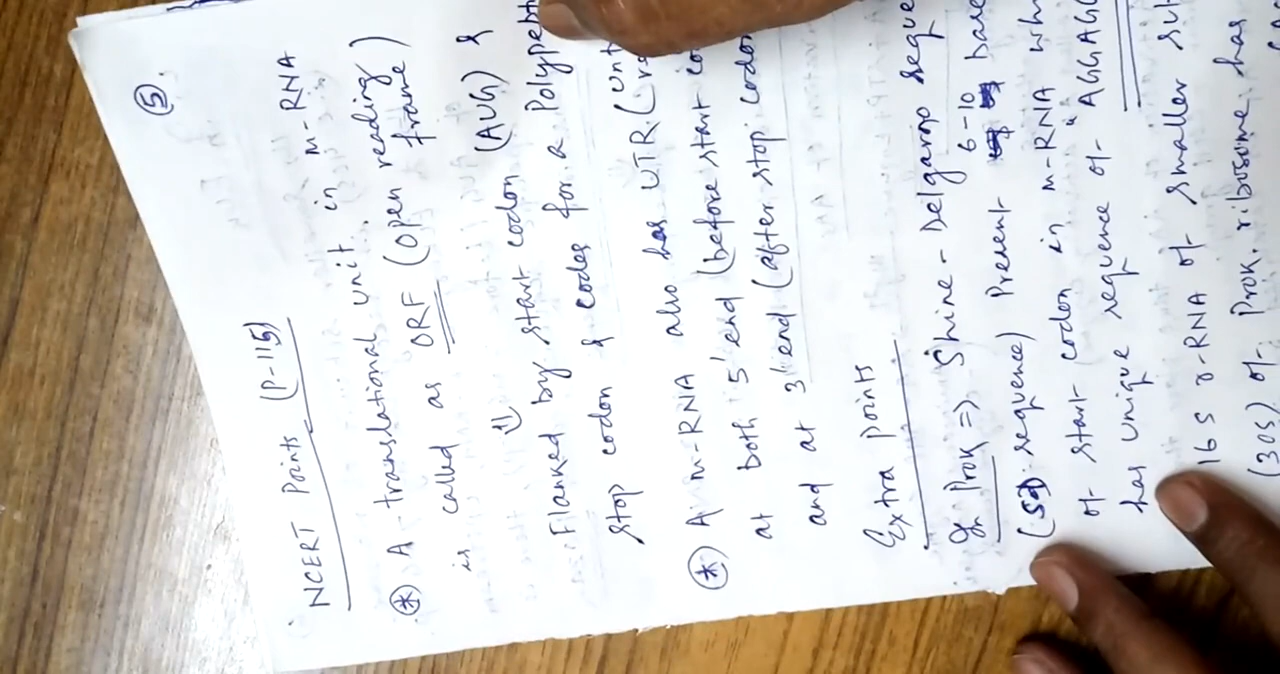 5
NCERT Points (P-115)
* A translational unit in m-RNA
is called as ORF (open reading frame)
Flanked by start codon (AUG) &
stop codon & codes for a Polypept
* A m-RNA also has UTR (unt
at both 5' end (before start co
and at 3' end (after stop codon
Extra points
In Prok => Shine - Delgarno seque
(SD sequence) Present 6-10 base
of start codon in m-RNA wh
has unique sequence of "AGGAGG
16 S r-RNA of smaller su
(30S) of Prok. ribosome has